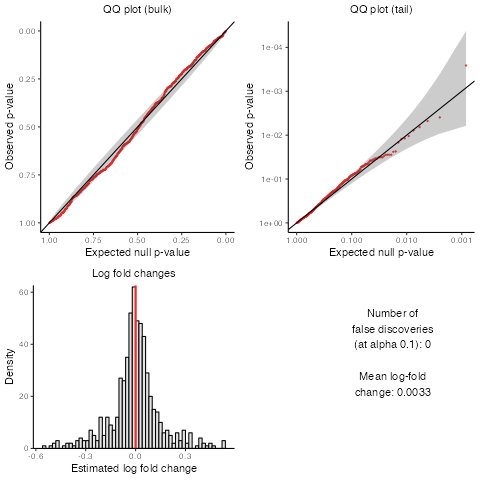 QQ plot (bulk)
Observed p-value
0.00
0.25
0.50
0.75
1.00
1.00 0.75 0.50 0.25 0.00
Expected null p-value
QQ plot (tail)
Observed p-value
1e-04
1e-03
1e-02
1e-01
1e+00
1.000 0.100 0.010 0.001
Expected null p-value
Log fold changes
Density
60
40
20
0
-0.6 -0.3 0.0 0.3
Estimated log fold change
Number of
false discoveries
(at alpha 0.1): 0
Mean log-fold
change: 0.0033